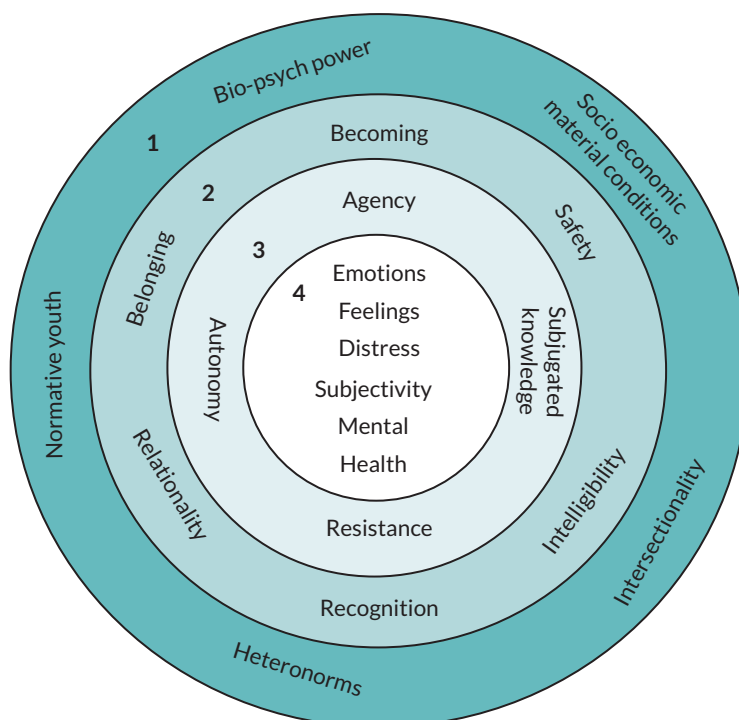 Bio-psych power
Socio economic
material conditions
1
Becoming
2
Safety
Agency
3
Belonging
Emotions
4
Feelings
Normative youth
Autonomy
Distress
Subjugated
knowledge
Subjectivity
Mental
Health
Relationality
Intelligibility
Intersectionality
Resistance
Recognition
Heteronorms